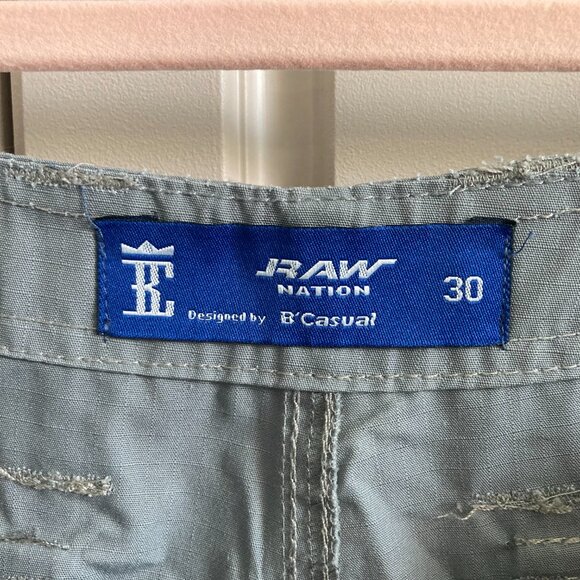 RAW
NATION
30
Designed by B'Casual